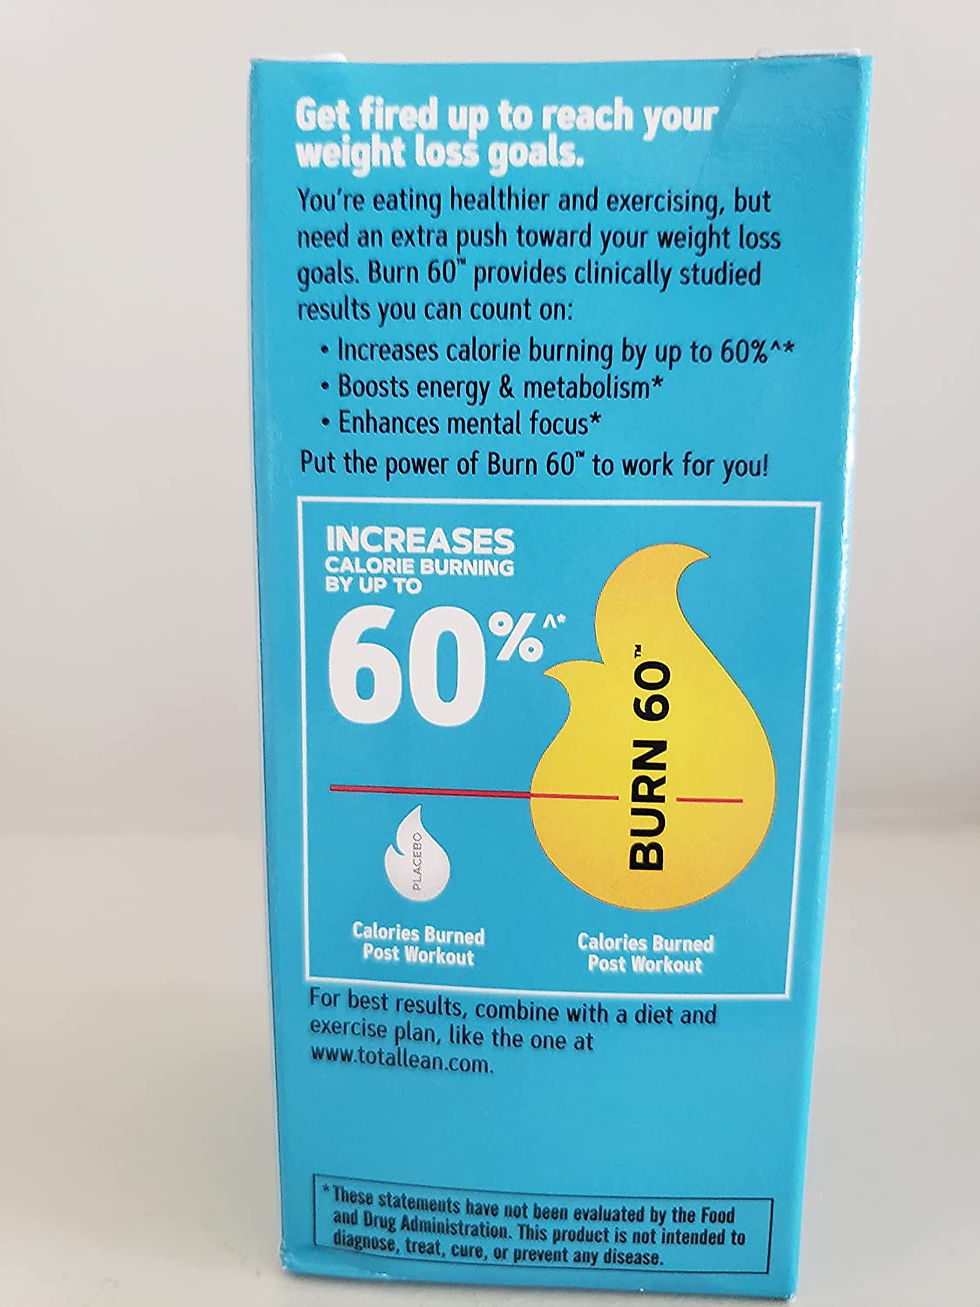 Get fired up to reach your
weight loss goals.
You're eating healthier and exercising, but
need an extra push toward your weight loss
goals. Burn 60™ provides clinically studied
results you can count on:
• Increases calorie burning by up to 60%^*
• Boosts energy & metabolism*
• Enhances mental focus*
Put the power of Burn 60™ to work for you!
INCREASES
CALORIE BURNING
BY UP TO
60%^*
BURN 60™
PLACEBO
Calories Burned
Post Workout
Calories Burned
Post Workout
For best results, combine with a diet and
exercise plan, like the one at
www.totallean.com.
*These statements have not been evaluated by the Food
and Drug Administration. This product is not intended to
diagnose, treat, cure, or prevent any disease.